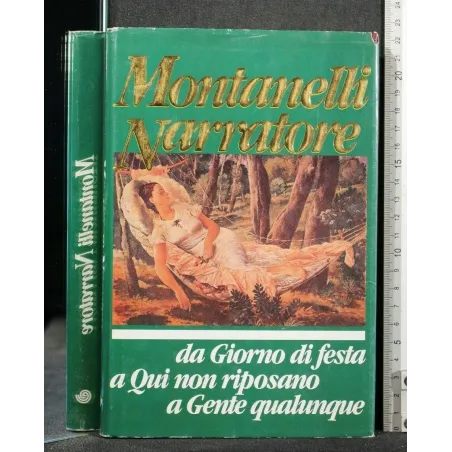 Montanelli
Narratore
da Giorno di festa
a Qui non riposano
a Gente qualunque
Montanelli Narratore